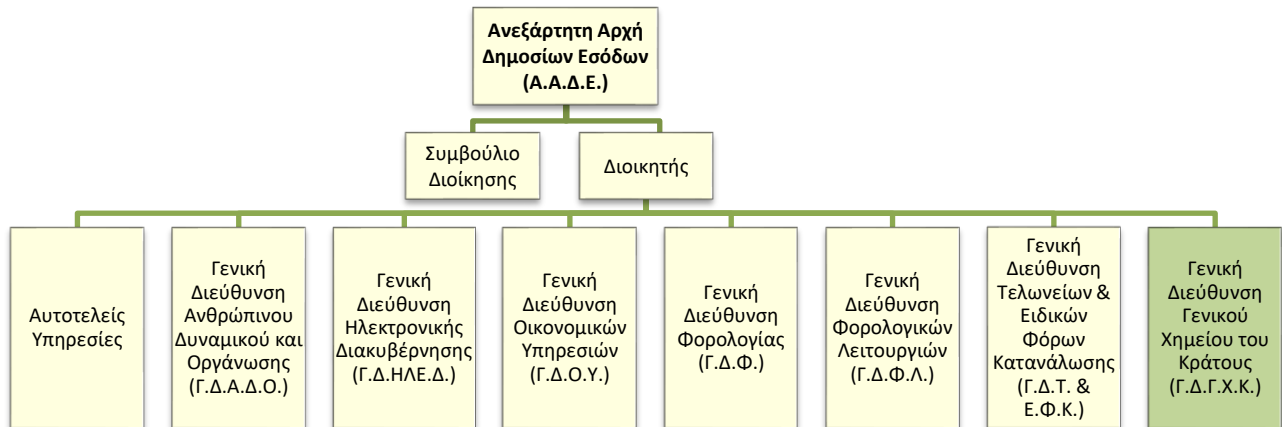 Ανεξάρτητη Αρχή
Δημοσίων Εσόδων
(Α.Α.Δ.Ε.)
Συμβούλιο
Διοίκησης
Διοικητής
Αυτοτελείς
Υπηρεσίες
Γενική
Διεύθυνση
Ανθρώπινου
Δυναμικού και
Οργάνωσης
(Γ.Δ.Α.Δ.Ο.)
Γενική
Διεύθυνση
Ηλεκτρονικής
Διακυβέρνησης
(Γ.Δ.ΗΛΕ.Δ.)
Γενική
Διεύθυνση
Οικονομικών
Υπηρεσιών
(Γ.Δ.Ο.Υ.)
Γενική
Διεύθυνση
Φορολογίας
(Γ.Δ.Φ.)
Γενική
Διεύθυνση
Φορολογικών
Λειτουργιών
(Γ.Δ.Φ.Λ.)
Γενική
Διεύθυνση
Τελωνείων &
Ειδικών
Φόρων
Κατανάλωσης
(Γ.Δ.Τ. &
Ε.Φ.Κ.)
Γενική
Διεύθυνση
Γενικού
Χημείου του
Κράτους
(Γ.Δ.Γ.Χ.Κ.)